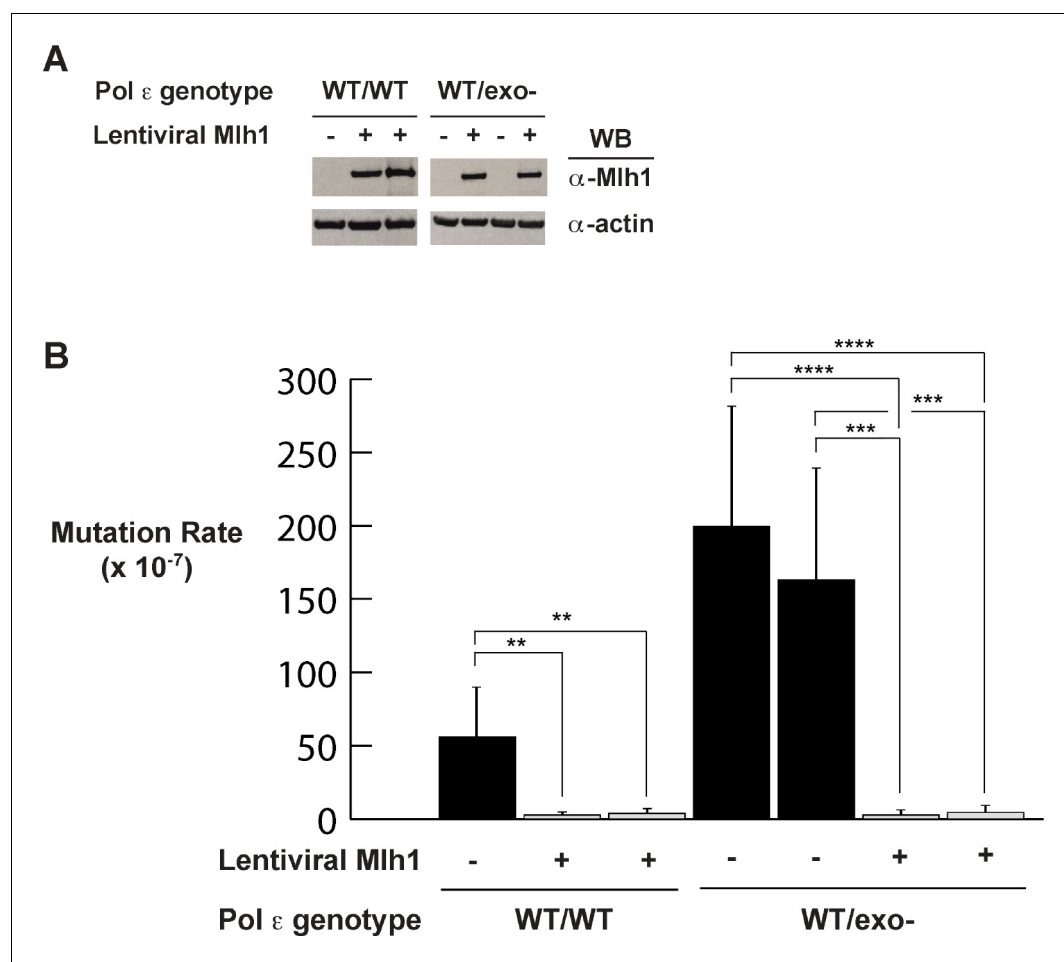 A
Pol ε genotype WT/WT WT/exo-
Lentiviral Mlh1 - + + - + - + WB
α-Mlh1
α-actin
B
****
****
***
***
**
**
300
250
200
150
100
50
0
Mutation Rate
(x 10-7)
Lentiviral Mlh1 - + + - - + +
Pol ε genotype WT/WT WT/exo-